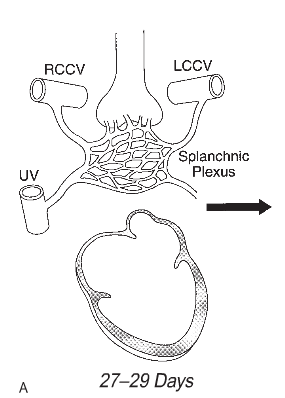 RCCV
LCCV
Splanchnic
Plexus
UV
A
27–29 Days